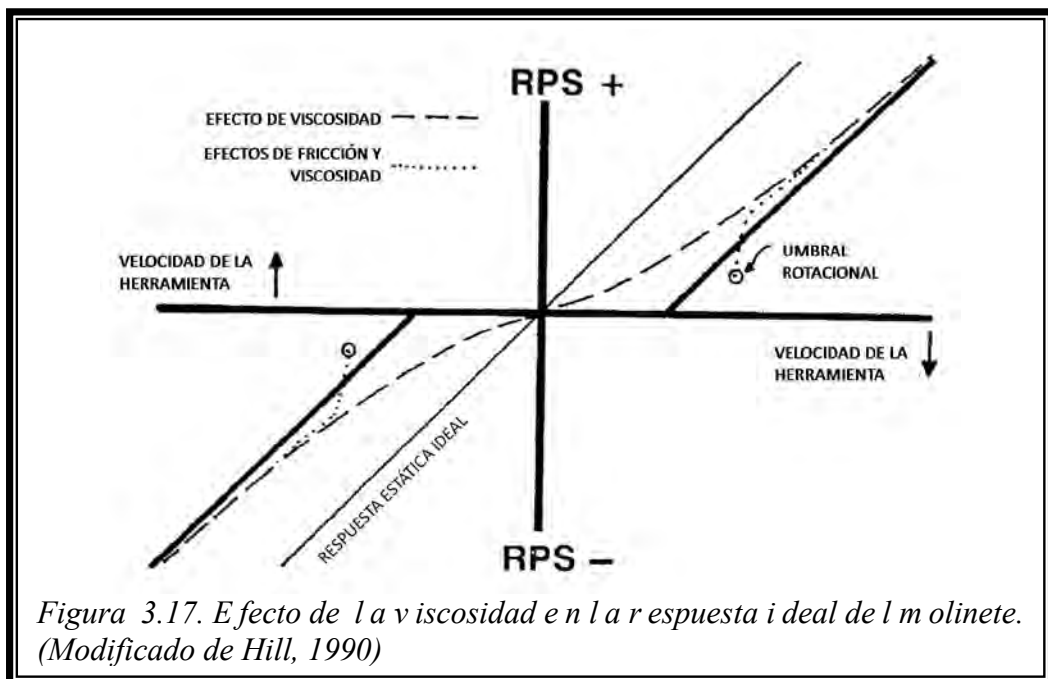 RPS +
EFECTO DE VISCOSIDAD
EFECTOS DE FRICCIÓN Y
VISCOSIDAD
VELOCIDAD DE LA
HERRAMIENTA
UMBRAL
ROTACIONAL
VELOCIDAD DE LA
HERRAMIENTA
RESPUESTA ESTÁTICA IDEAL
RPS −
Figura 3.17. E fecto de l a v iscosidad e n l a r espuesta i deal de l m olinete.
(Modificado de Hill, 1990)